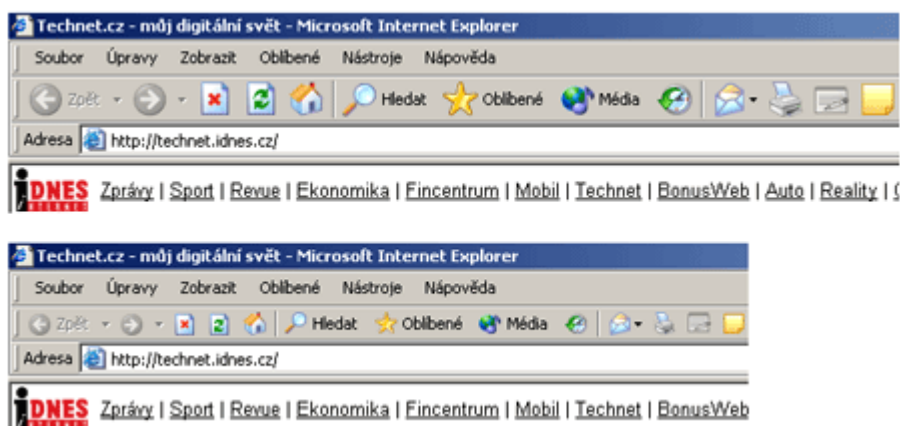 Technet.cz - můj digitální svět - Microsoft Internet Explorer
Soubor Úpravy Zobrazit Oblíbené Nástroje Nápověda
Zpět Hledat Oblíbené Média
Adresa http://technet.idnes.cz/
iDNES Zprávy | Sport | Revue | Ekonomika | Fincentrum | Mobil | Technet | BonusWeb | Auto | Reality |
Technet.cz - můj digitální svět - Microsoft Internet Explorer
Soubor Úpravy Zobrazit Oblíbené Nástroje Nápověda
Zpět Hledat Oblíbené Média
Adresa http://technet.idnes.cz/
iDNES Zprávy | Sport | Revue | Ekonomika | Fincentrum | Mobil | Technet | BonusWeb